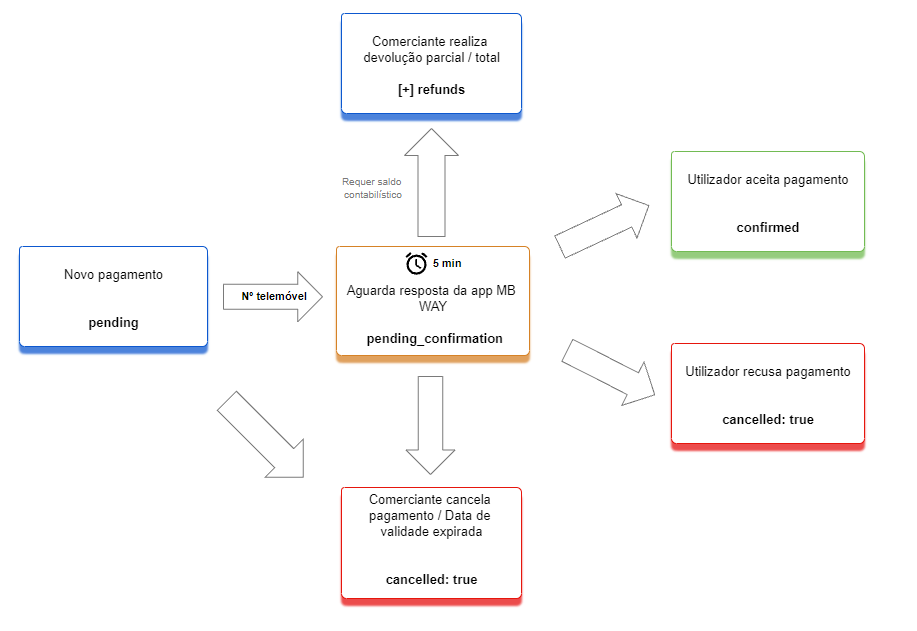 Comerciante realiza
devolução parcial / total
[+] refunds
Requer saldo
contabilístico
Utilizador aceita pagamento
confirmed
Novo pagamento
pending
Nº telemóvel
5 min
Aguarda resposta da app MB
WAY
pending_confirmation
Utilizador recusa pagamento
cancelled: true
Comerciante cancela
pagamento / Data de
validade expirada
cancelled: true